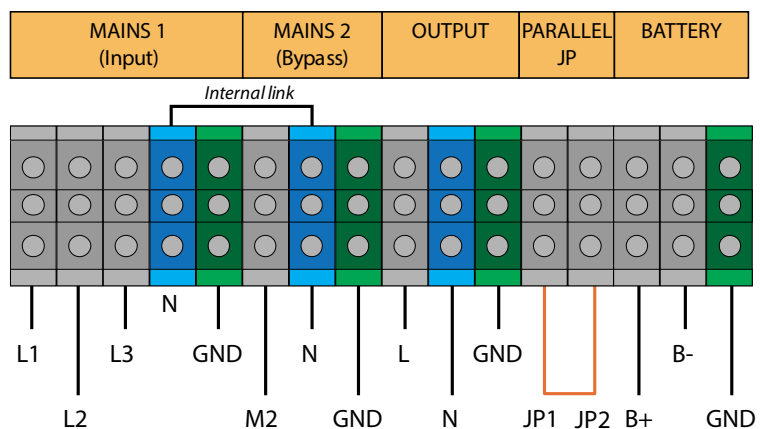 MAINS 1
(Input)
MAINS 2
(Bypass)
OUTPUT
PARALLEL
JP
BATTERY
Internal link
L1
L2
L3
N
GND
M2
N
GND
L
N
GND
JP1
JP2
B+
B-
GND